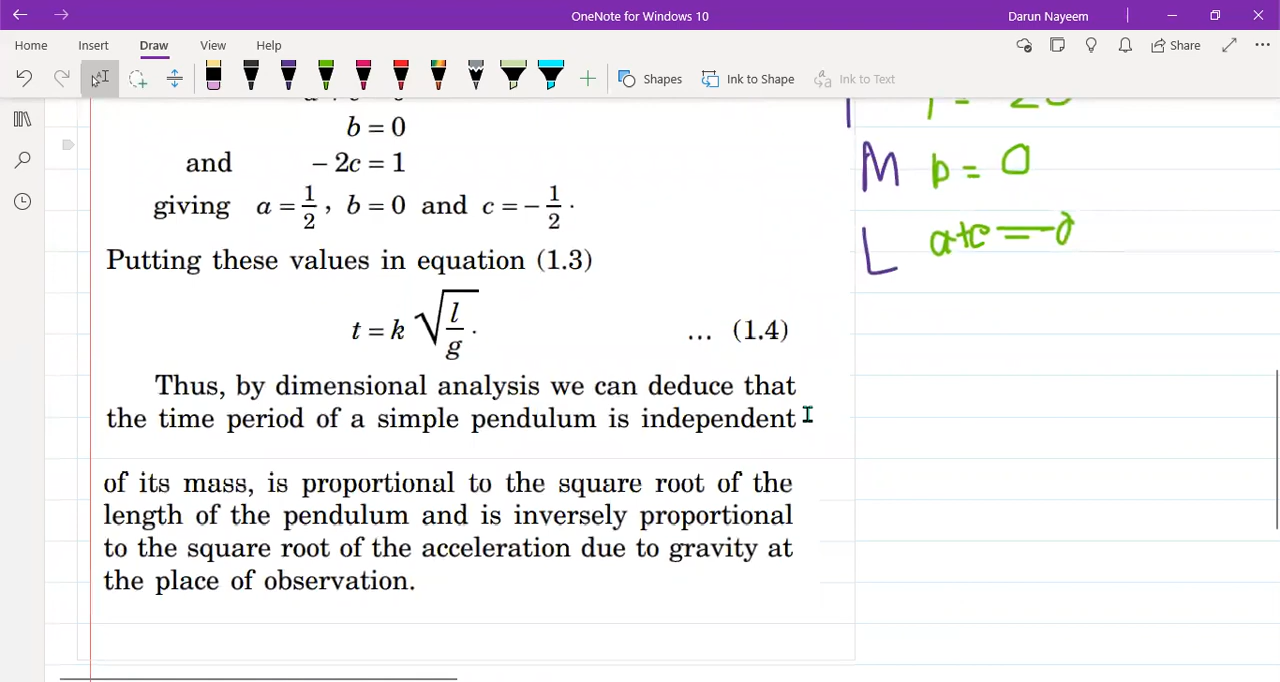 OneNote for Windows 10
Darun Nayeem
Home Insert Draw View Help
Share
Shapes
Ink to Shape
Ink to Text
b = 0
and − 2c = 1
giving a = 1/2 , b = 0 and c = − 1/2 .
Putting these values in equation (1.3)
t = k √(l/g) . ... (1.4)
Thus, by dimensional analysis we can deduce that
the time period of a simple pendulum is independent
of its mass, is proportional to the square root of the
length of the pendulum and is inversely proportional
to the square root of the acceleration due to gravity at
the place of observation.
M b = 0
L a+c = 0